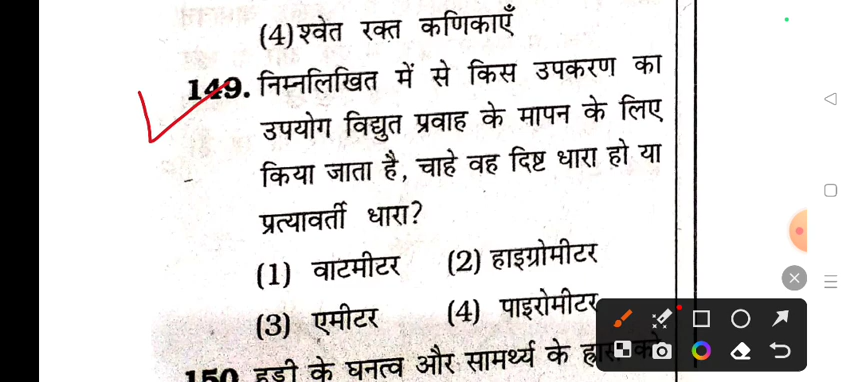 (4) श्वेत रक्त कणिकाएँ
149. निम्नलिखित में से किस उपकरण का
उपयोग विद्युत प्रवाह के मापन के लिए
किया जाता है, चाहे वह दिष्ट धारा हो या
प्रत्यावर्ती धारा?
(1) वाटमीटर (2) हाइग्रोमीटर
(3) एमीटर (4) पाइरोमीटर
150. हड्डी के घनत्व और सामर्थ्य के ह्रास को